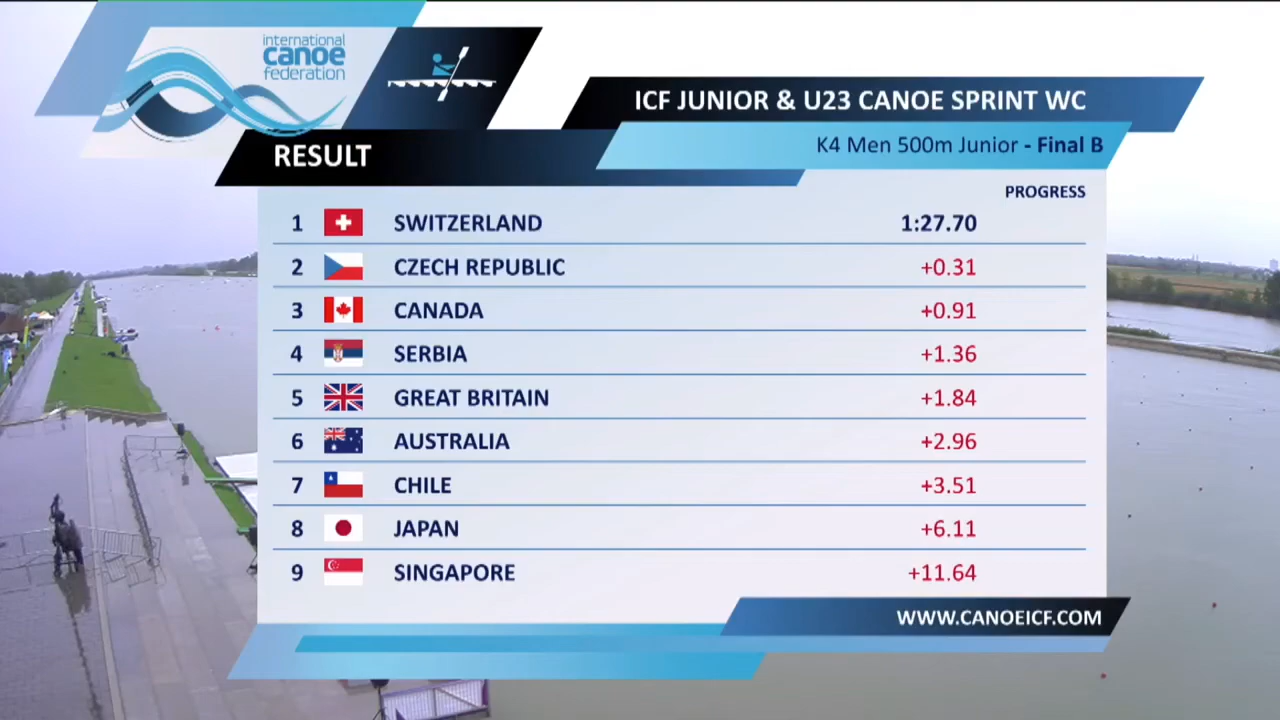 international
canoe
federation
ICF JUNIOR & U23 CANOE SPRINT WC
K4 Men 500m Junior - Final B
RESULT
PROGRESS
1 SWITZERLAND 1:27.70
2 CZECH REPUBLIC +0.31
3 CANADA +0.91
4 SERBIA +1.36
5 GREAT BRITAIN +1.84
6 AUSTRALIA +2.96
7 CHILE +3.51
8 JAPAN +6.11
9 SINGAPORE +11.64
WWW.CANOEICF.COM